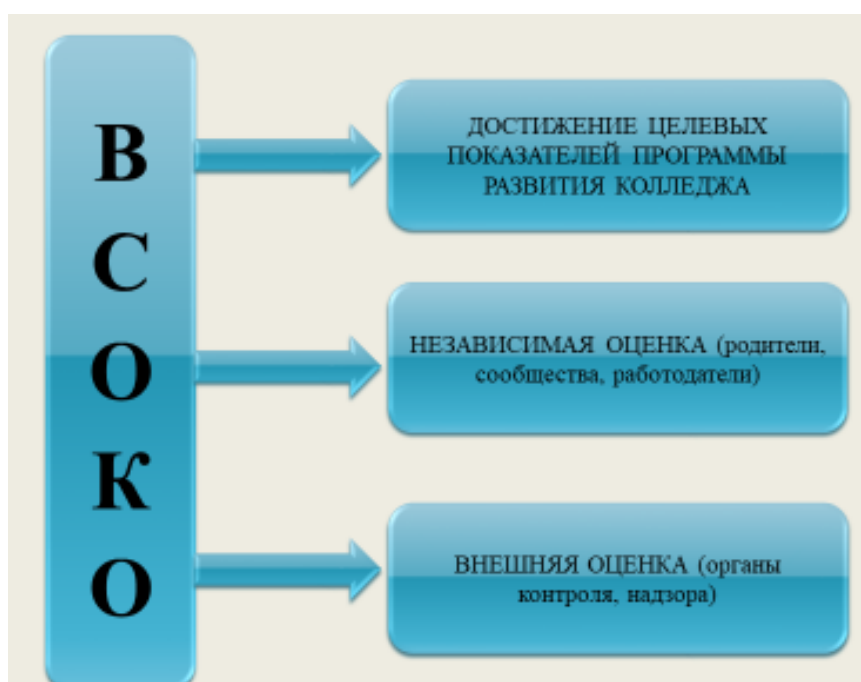 В
С
О
К
О
ДОСТИЖЕНИЕ ЦЕЛЕВЫХ
ПОКАЗАТЕЛЕЙ ПРОГРАММЫ
РАЗВИТИЯ КОЛЛЕДЖА
НЕЗАВИСИМАЯ ОЦЕНКА (родители,
сообщества, работодатели)
ВНЕШНЯЯ ОЦЕНКА (органы
контроля, надзора)